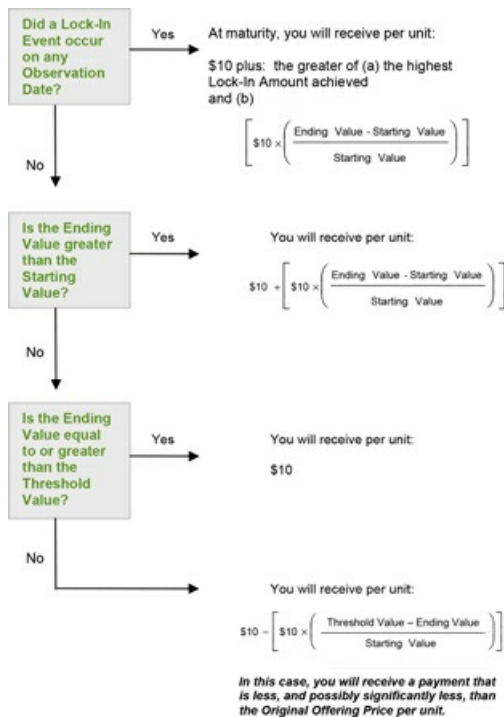 Did a Lock-In
Event occur
on any
Observation
Date?
Yes
At maturity, you will receive per unit:
$10 plus: the greater of (a) the highest
Lock-In Amount achieved
and (b)
[$10 × (Ending Value - Starting Value / Starting Value)]
No
Is the Ending
Value greater
than the
Starting
Value?
Yes
You will receive per unit:
$10 + [$10 × (Ending Value - Starting Value / Starting Value)]
No
Is the Ending
Value equal
to or greater
than the
Threshold
Value?
Yes
You will receive per unit:
$10
No
You will receive per unit:
$10 − [$10 × (Threshold Value – Ending Value / Starting Value)]
In this case, you will receive a payment that
is less, and possibly significantly less, than
the Original Offering Price per unit.